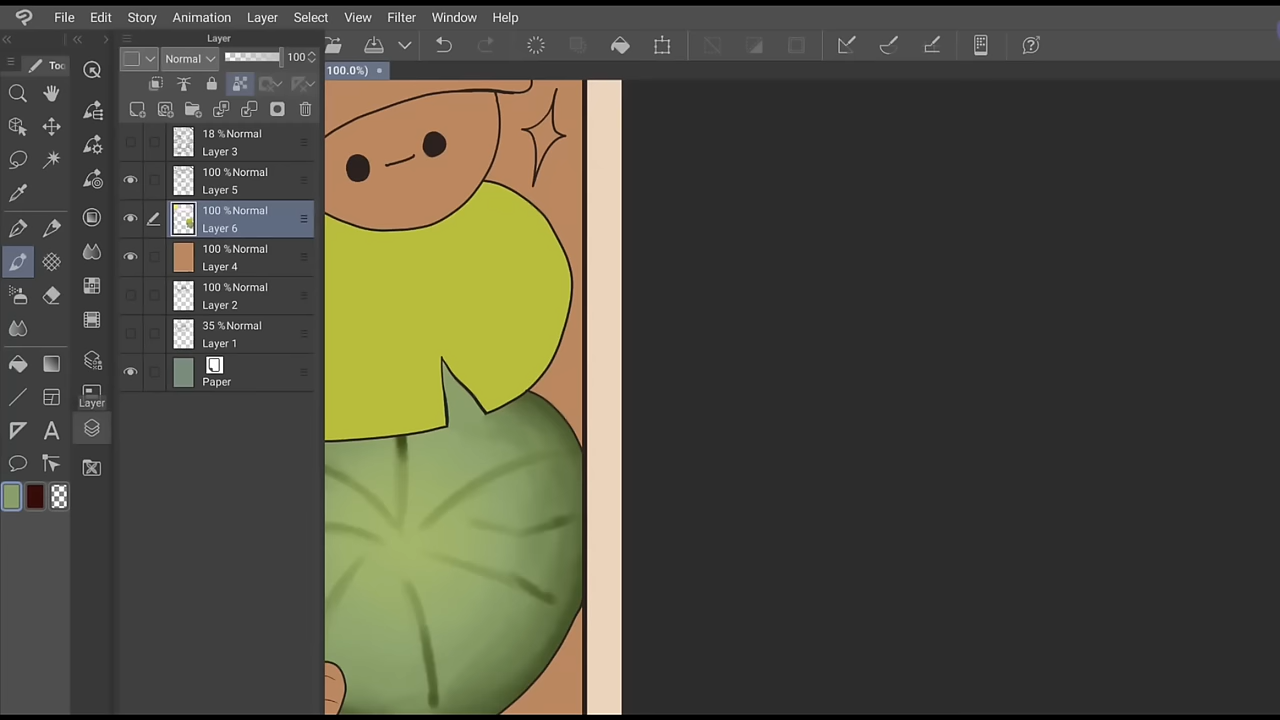 File Edit Story Animation Layer Select View Filter Window Help
Layer
Normal 100
Too
100.0%)
18 %Normal
Layer 3
100 %Normal
Layer 5
100 %Normal
Layer 6
100 %Normal
Layer 4
100 %Normal
Layer 2
35 %Normal
Layer 1
Paper
Layer